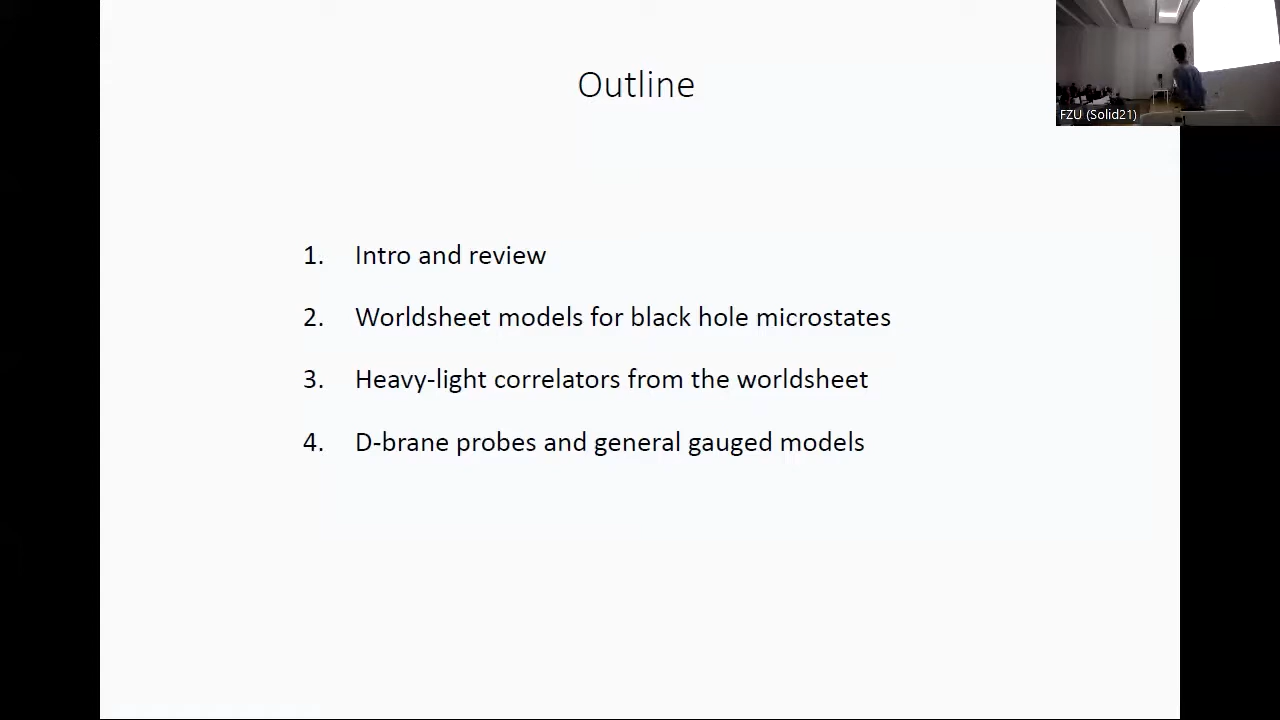 Outline
FZU (Solid21)
1. Intro and review
2. Worldsheet models for black hole microstates
3. Heavy-light correlators from the worldsheet
4. D-brane probes and general gauged models